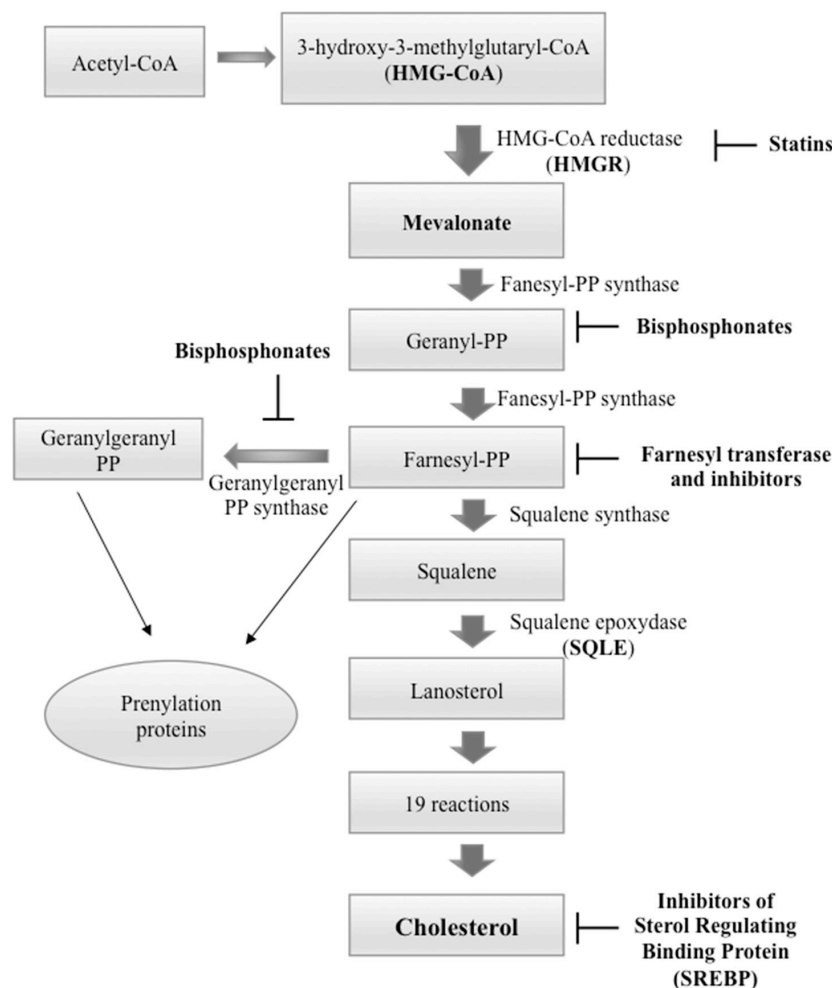 Acetyl-CoA
3-hydroxy-3-methylglutaryl-CoA
(HMG-CoA)
HMG-CoA reductase
(HMGR)
Statins
Mevalonate
Fanesyl-PP synthase
Geranyl-PP
Bisphosphonates
Bisphosphonates
Fanesyl-PP synthase
Geranylgeranyl
PP
Geranylgeranyl
PP synthase
Farnesyl-PP
Farnesyl transferase
and inhibitors
Squalene synthase
Squalene
Squalene epoxydase
(SQLE)
Lanosterol
Prenylation
proteins
19 reactions
Cholesterol
Inhibitors of
Sterol Regulating
Binding Protein
(SREBP)